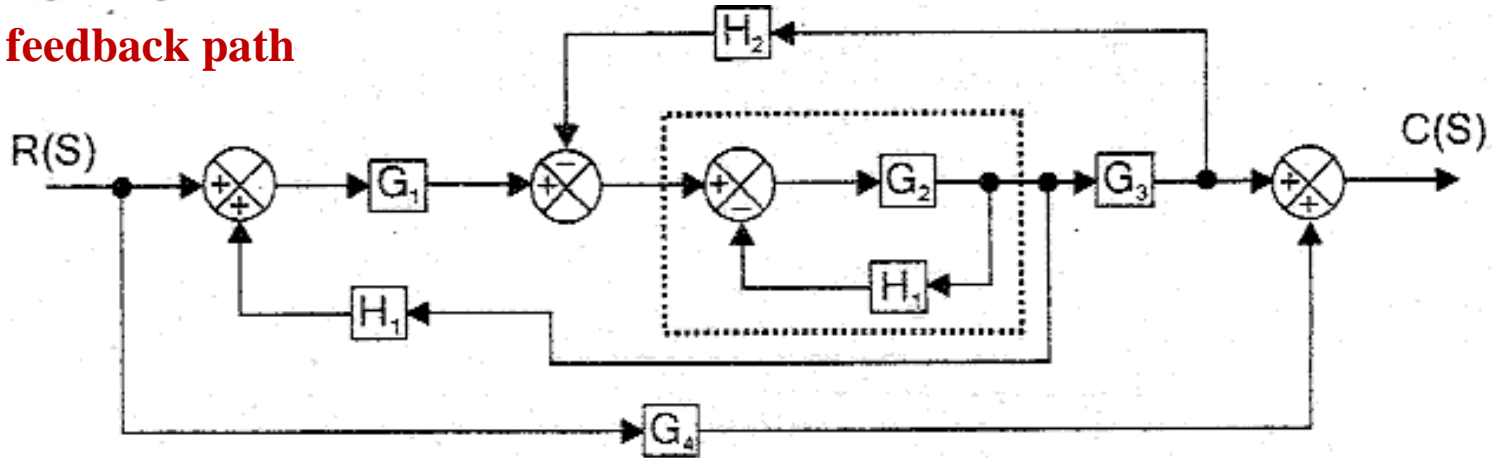 feedback path
H₂
R(S)
C(S)
+
+
G₁
+
−
+
−
G₂
G₃
+
+
H₁
H₁
G₄